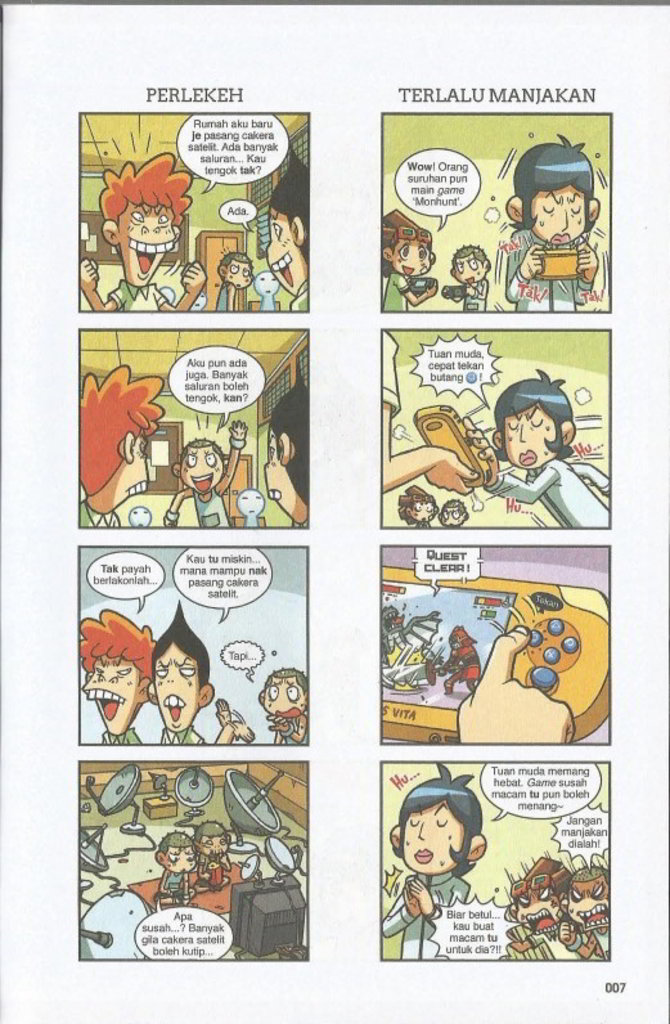 PERLEKEH
Rumah aku baru
je pasang cakera
satelit. Ada banyak
saluran... Kau
tengok tak?
Ada.
Aku pun ada
juga. Banyak
saluran boleh
tengok, kan?
Tak payah
berlakonlah...
Kau tu miskin...
mana mampu nak
pasang cakera
satelit.
Tapi...
Apa
susah...? Banyak
gila cakera satelit
boleh kutip...
TERLALU MANJAKAN
Wow! Orang
suruhan pun
main game
'Monhunt'.
Tak!
Tak!
Tak!
Tuan muda,
cepat tekan
butang !
Hu...
Hu...
QUEST
CLEAR!
Tekan
S VITA
Hu...
Tuan muda memang
hebat. Game susah
macam tu pun boleh
menang~
Jangan
manjakan
dialah!
Biar betul...
kau buat
macam tu
untuk dia?!!
007